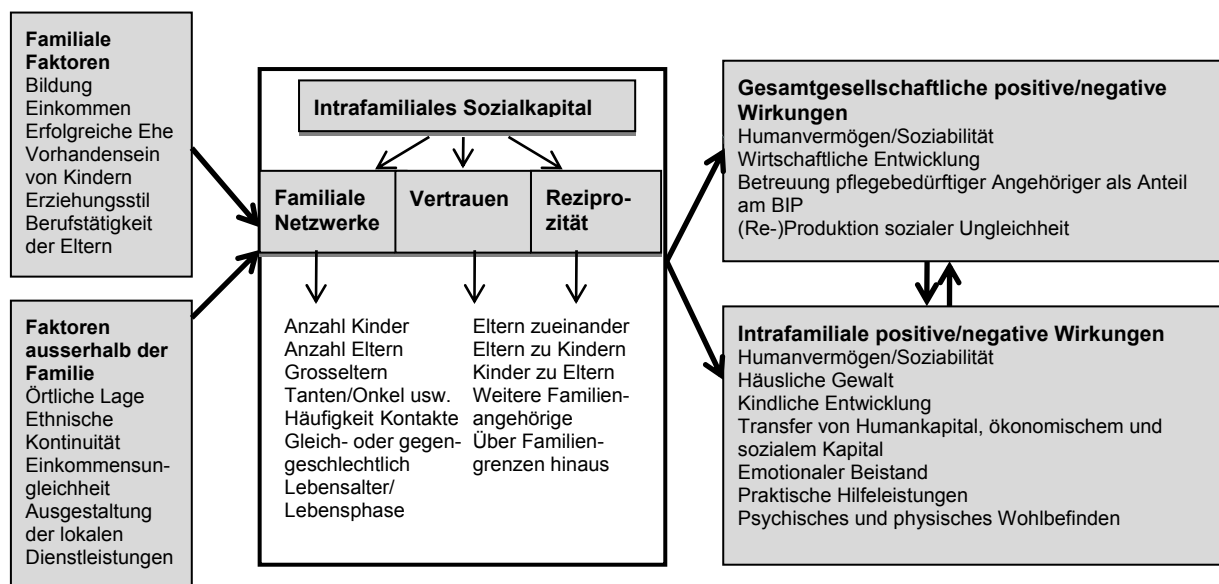 Familiale
Faktoren
Bildung
Einkommen
Erfolgreiche Ehe
Vorhandensein
von Kindern
Erziehungsstil
Berufstätigkeit
der Eltern
Faktoren
ausserhalb der
Familie
Örtliche Lage
Ethnische
Kontinuität
Einkommensun-
gleichheit
Ausgestaltung
der lokalen
Dienstleistungen
Intrafamiliales Sozialkapital
Familiale
Netzwerke
Vertrauen
Rezipro-
zität
Anzahl Kinder
Anzahl Eltern
Grosseltern
Tanten/Onkel usw.
Häufigkeit Kontakte
Gleich- oder gegen-
geschlechtlich
Lebensalter/
Lebensphase
Eltern zueinander
Eltern zu Kindern
Kinder zu Eltern
Weitere Familien-
angehörige
Über Familien-
grenzen hinaus
Gesamtgesellschaftliche positive/negative
Wirkungen
Humanvermögen/Soziabilität
Wirtschaftliche Entwicklung
Betreuung pflegebedürftiger Angehöriger als Anteil
am BIP
(Re-)Produktion sozialer Ungleichheit
Intrafamiliale positive/negative Wirkungen
Humanvermögen/Soziabilität
Häusliche Gewalt
Kindliche Entwicklung
Transfer von Humankapital, ökonomischem und
sozialem Kapital
Emotionaler Beistand
Praktische Hilfeleistungen
Psychisches und physisches Wohlbefinden